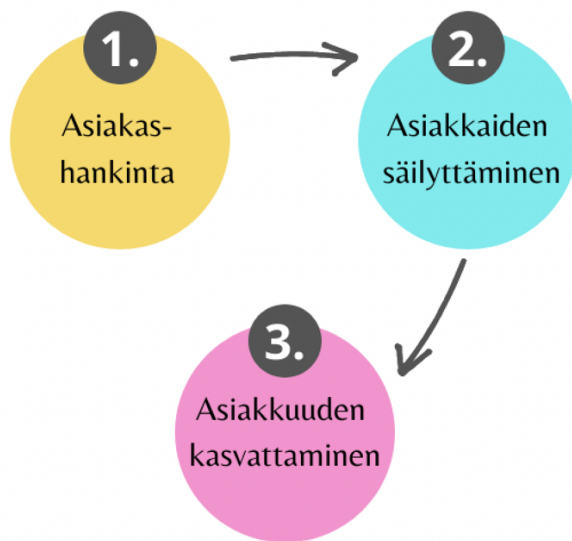 1.
Asiakas-
hankinta
2.
Asiakkaiden
säilyttäminen
3.
Asiakkuuden
kasvattaminen